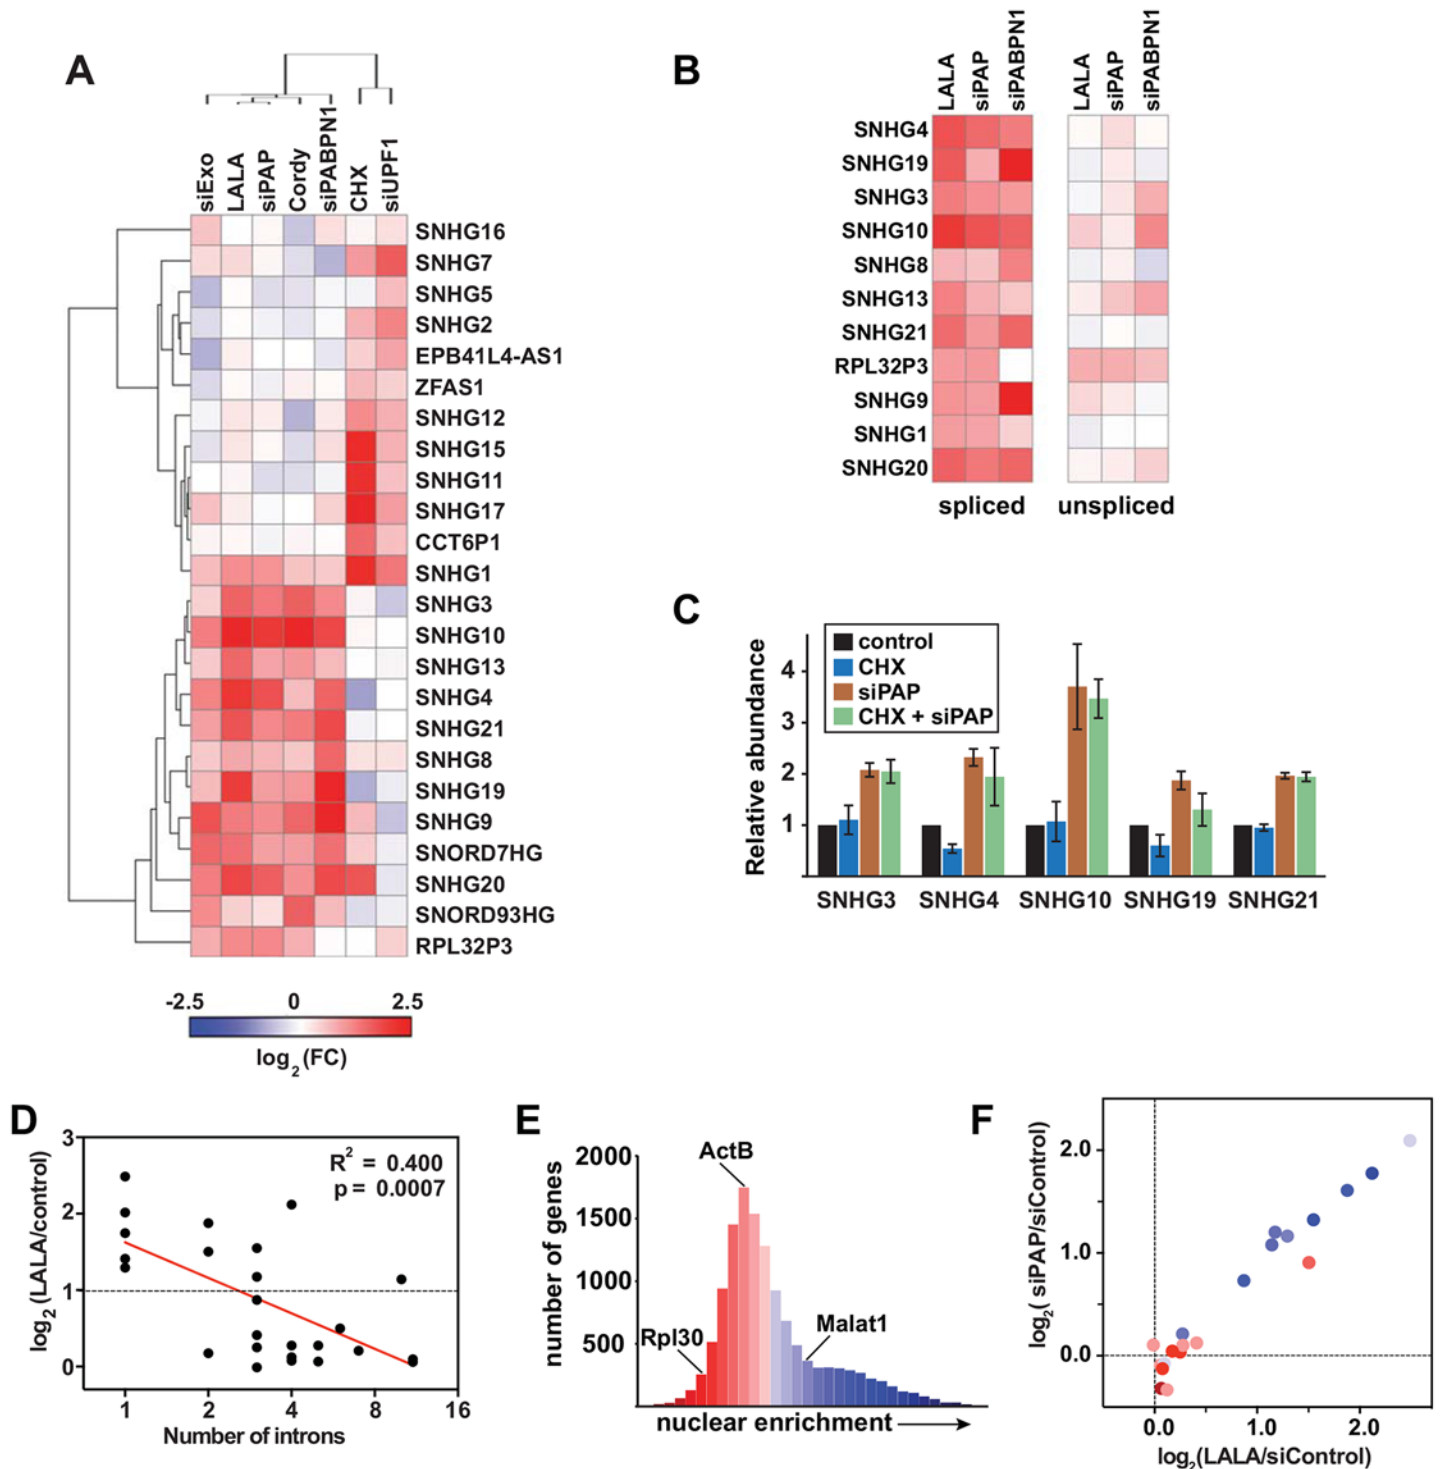 A
siExo
LALA
siPAP
Cordy
siPABPN1
CHX
siUPF1
SNHG16
SNHG7
SNHG5
SNHG2
EPB41L4-AS1
ZFAS1
SNHG12
SNHG15
SNHG11
SNHG17
CCT6P1
SNHG1
SNHG3
SNHG10
SNHG13
SNHG4
SNHG21
SNHG8
SNHG19
SNHG9
SNORD7HG
SNHG20
SNORD93HG
RPL32P3
-2.5 0 2.5
log2(FC)
B
LALA
siPAP
siPABPN1
LALA
siPAP
siPABPN1
SNHG4
SNHG19
SNHG3
SNHG10
SNHG8
SNHG13
SNHG21
RPL32P3
SNHG9
SNHG1
SNHG20
spliced unspliced
C
Relative abundance
control
CHX
siPAP
CHX + siPAP
4
3
2
1
SNHG3 SNHG4 SNHG10 SNHG19 SNHG21
D
log2(LALA/control)
3
2
1
0
R2 = 0.400
p = 0.0007
1 2 4 8 16
Number of introns
E
number of genes
2000
1500
1000
500
ActB
Rpl30
Malat1
nuclear enrichment
F
log2( siPAP/siControl)
2.0
1.0
0.0
0.0 1.0 2.0
log2(LALA/siControl)